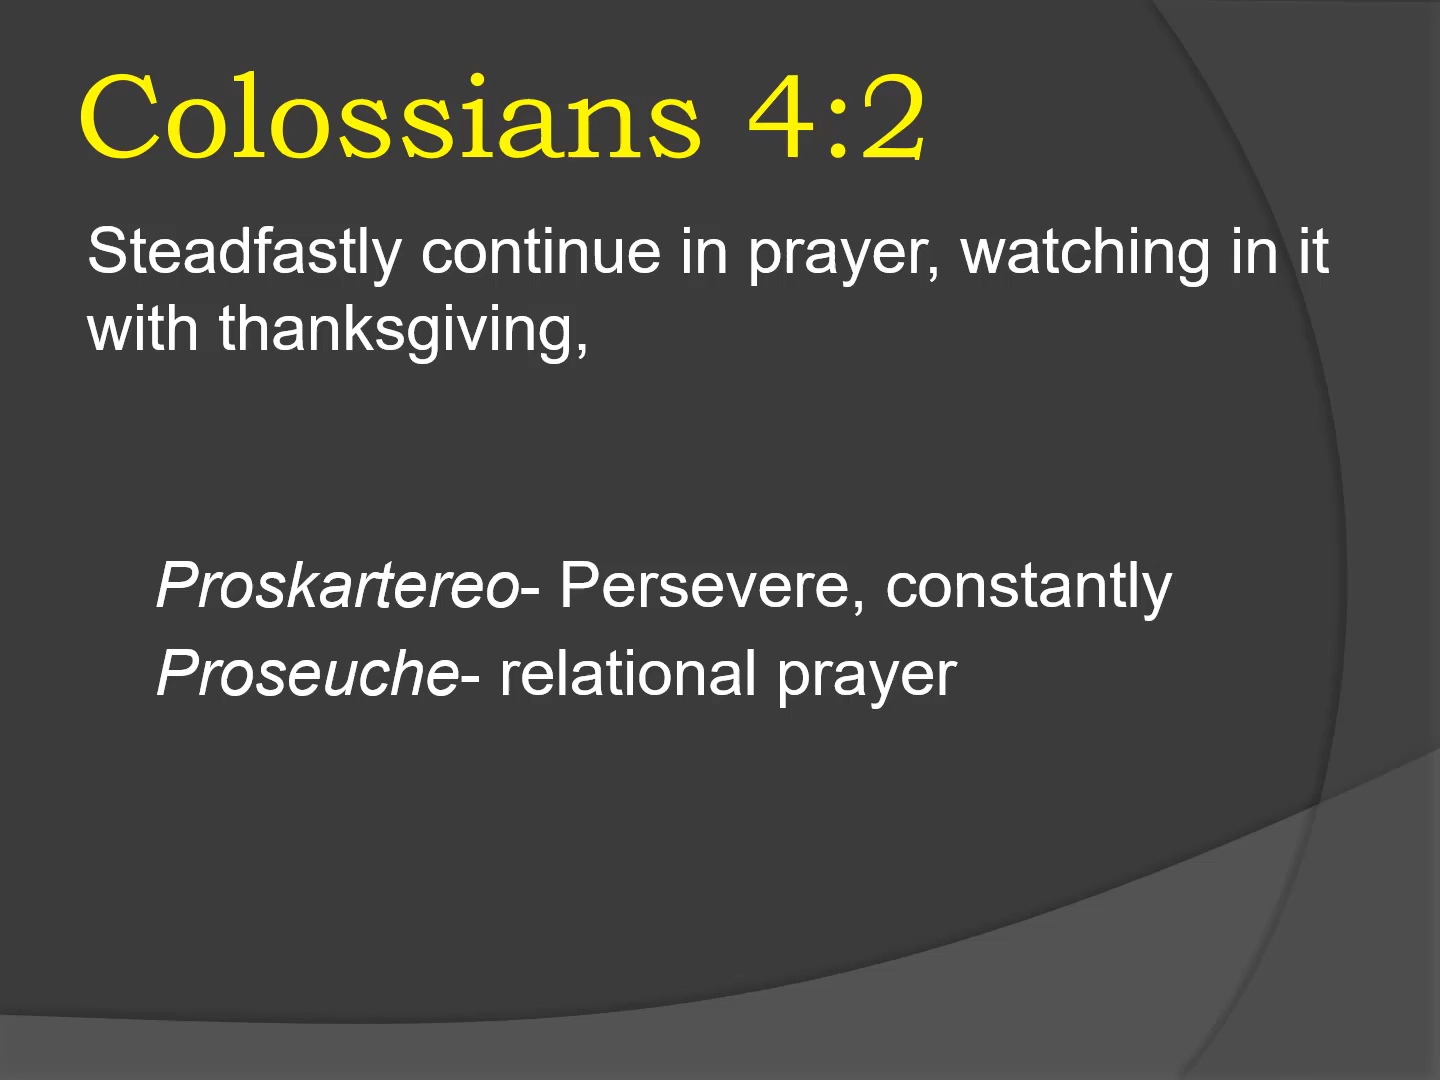 Colossians 4:2
Steadfastly continue in prayer, watching in it
with thanksgiving,
Proskartereo- Persevere, constantly
Proseuche- relational prayer